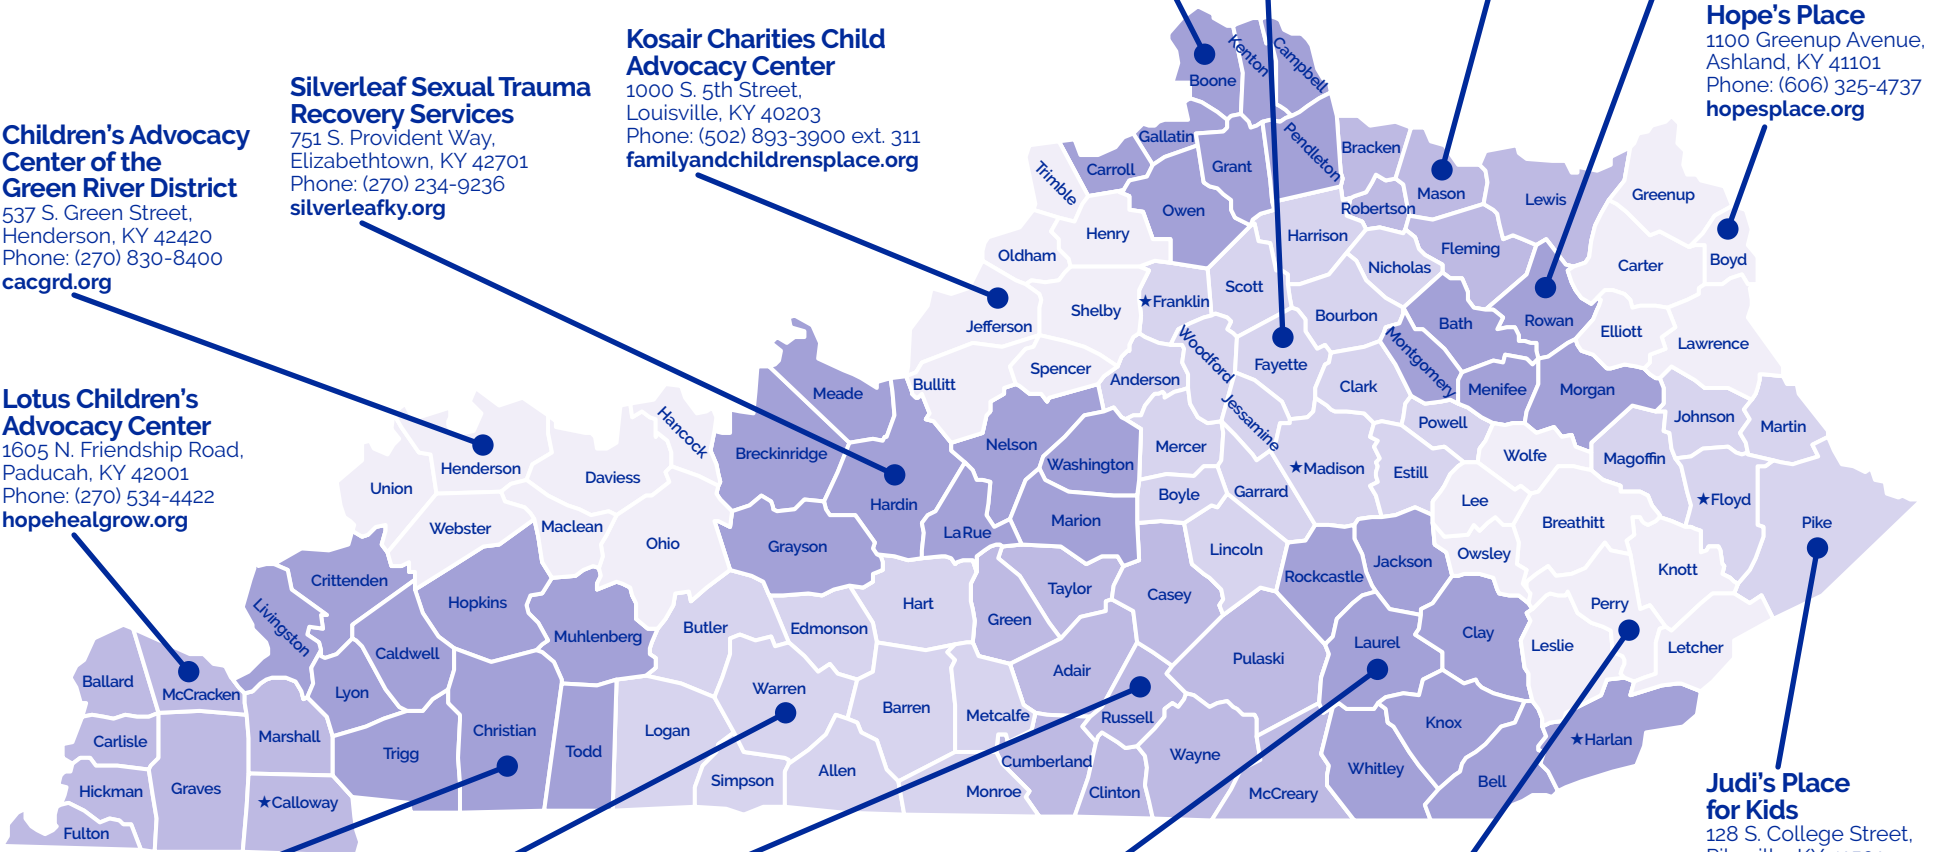 Hope's Place
1100 Greenup Avenue,
Ashland, KY 41101
Phone: (606) 325-4737
hopesplace.org
Kosair Charities Child
Advocacy Center
1000 S. 5th Street,
Louisville, KY 40203
Phone: (502) 893-3900 ext. 311
familyandchildrensplace.org
Silverleaf Sexual Trauma
Recovery Services
751 S. Provident Way,
Elizabethtown, KY 42701
Phone: (270) 234-9236
silverleafky.org
Children's Advocacy
Center of the
Green River District
537 S. Green Street,
Henderson, KY 42420
Phone: (270) 830-8400
cacgrd.org
Lotus Children's
Advocacy Center
1605 N. Friendship Road,
Paducah, KY 42001
Phone: (270) 534-4422
hopehealgrow.org
Boone
Kenton
Campbell
Gallatin
Carroll
Grant
Pendleton
Bracken
Mason
Trimble
Owen
Robertson
Lewis
Greenup
Henry
Harrison
Fleming
Oldham
Nicholas
Carter
Boyd
Scott
★Franklin
Shelby
Jefferson
Bourbon
Bath
Rowan
Elliott
Lawrence
Woodford
Montgomery
Fayette
Spencer
Anderson
Bullitt
Clark
Menifee
Morgan
Meade
Jessamine
Powell
Johnson
Martin
Hancock
Breckinridge
Nelson
Washington
Mercer
★Madison
Estill
Wolfe
Magoffin
Henderson
Daviess
Union
Hardin
Boyle
Garrard
Lee
★Floyd
Webster
Maclean
Ohio
Grayson
LaRue
Marion
Lincoln
Breathitt
Pike
Owsley
Jackson
Rockcastle
Knott
Crittenden
Hopkins
Livingston
Muhlenberg
Butler
Edmonson
Hart
Green
Taylor
Casey
Perry
Clay
Leslie
Letcher
Laurel
Caldwell
Pulaski
Adair
Ballard
McCracken
Lyon
Warren
Barren
Metcalfe
Russell
Knox
★Harlan
Carlisle
Marshall
Trigg
Christian
Todd
Logan
Cumberland
Wayne
Whitley
Bell
Hickman
Graves
★Calloway
Simpson
Allen
Monroe
Clinton
McCreary
Fulton
Judi's Place
for Kids
128 S. College Street,